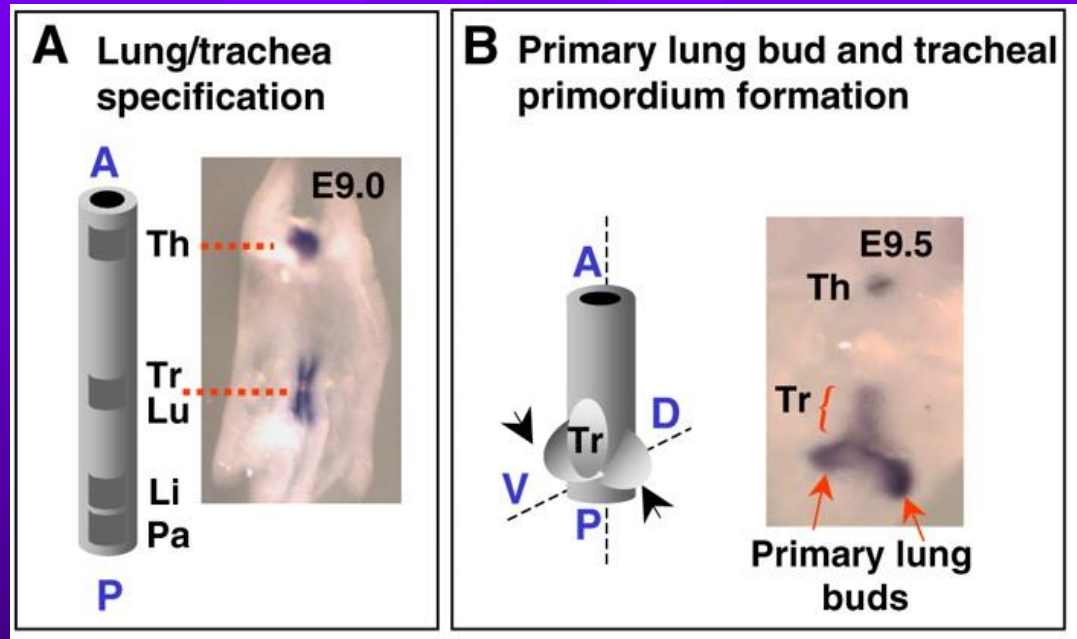 A Lung/trachea
specification
A
E9.0
Th
Tr
Lu
Li
Pa
P
B Primary lung bud and tracheal
primordium formation
A
D
Tr
V
P
E9.5
Th
Tr {
Primary lung
buds